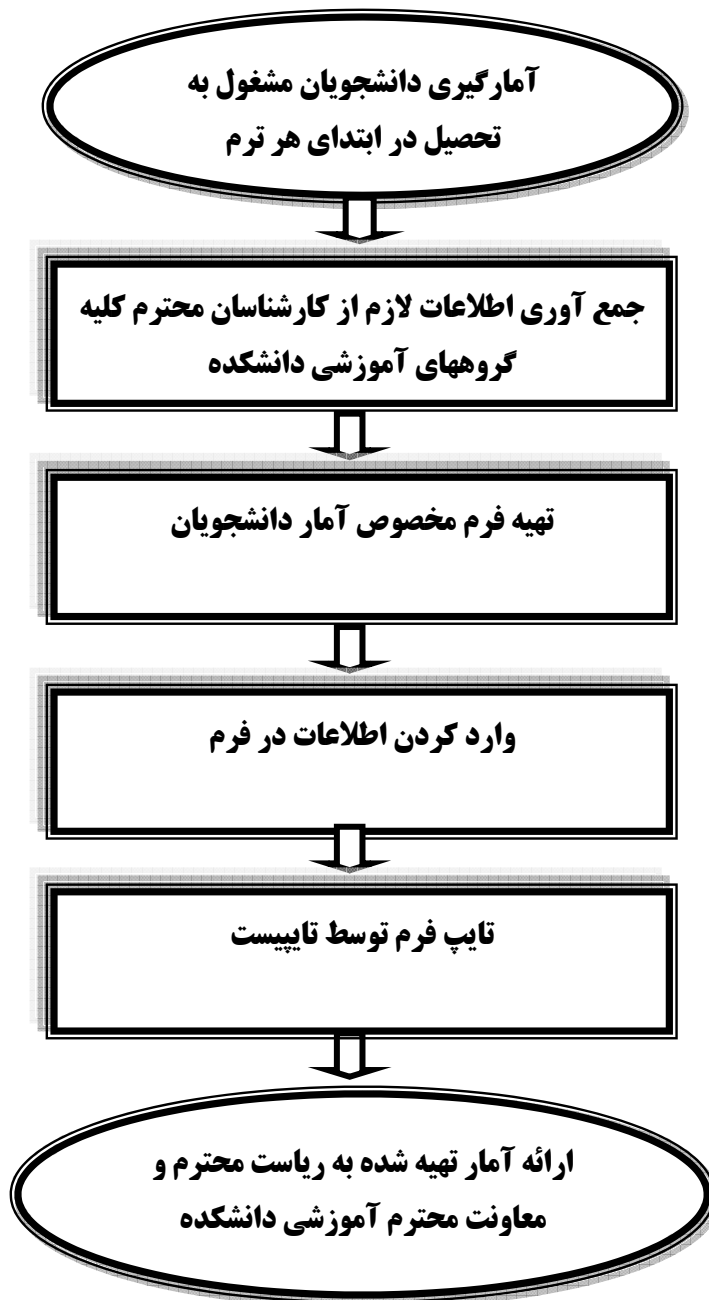 آمارگیری دانشجویان مشغول به
تحصیل در ابتدای هر ترم
جمع آوری اطلاعات لازم از کارشناسان محترم کلیه
گروههای آموزشی دانشکده
تهیه فرم مخصوص آمار دانشجویان
وارد کردن اطلاعات در فرم
تایپ فرم توسط تایپیست
ارائه آمار تهیه شده به ریاست محترم و
معاونت محترم آموزشی دانشکده